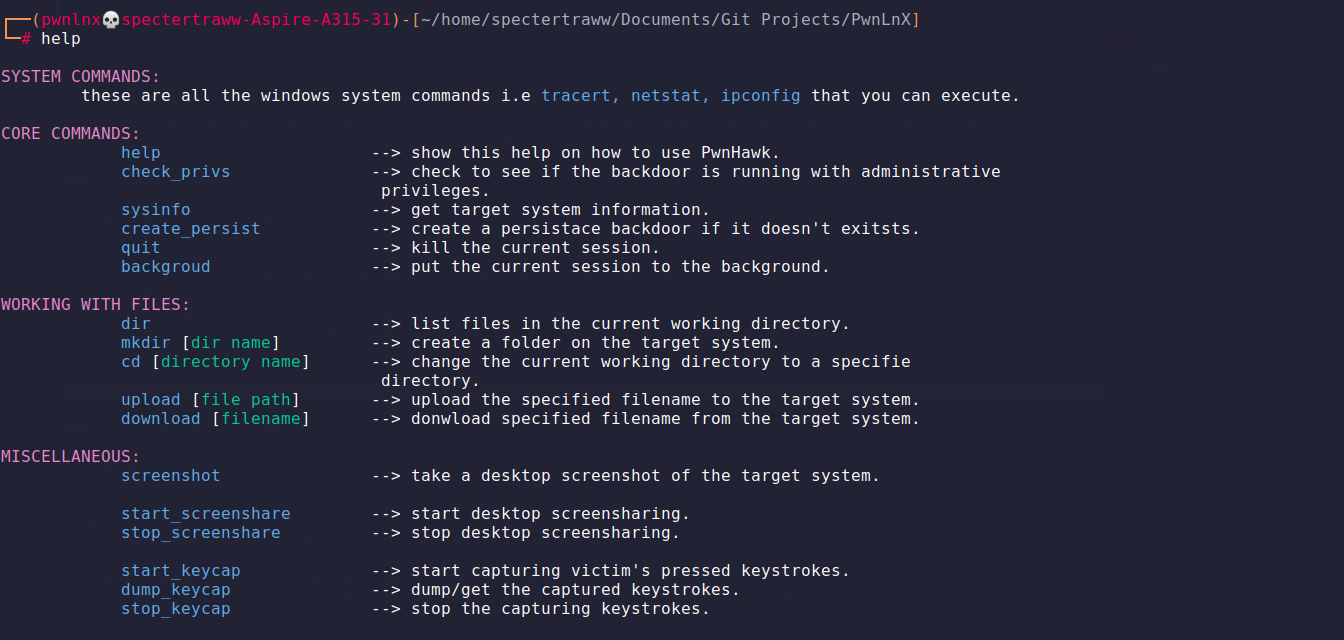 (pwnlnx💀spectertraww-Aspire-A315-31)-[~/home/spectertraww/Documents/Git Projects/PwnLnX]
# help
SYSTEM COMMANDS:
these are all the windows system commands i.e tracert, netstat, ipconfig that you can execute.
CORE COMMANDS:
help --> show this help on how to use PwnHawk.
check_privs --> check to see if the backdoor is running with administrative
privileges.
sysinfo --> get target system information.
create_persist --> create a persistace backdoor if it doesn't exitsts.
quit --> kill the current session.
backgroud --> put the current session to the background.
WORKING WITH FILES:
dir --> list files in the current working directory.
mkdir [dir name] --> create a folder on the target system.
cd [directory name] --> change the current working directory to a specific
directory.
upload [file path] --> upload the specified filename to the target system.
download [filename] --> donwload specified filename from the target system.
MISCELLANEOUS:
screenshot --> take a desktop screenshot of the target system.
start_screenshare --> start desktop screensharing.
stop_screenshare --> stop desktop screensharing.
start_keycap --> start capturing victim's pressed keystrokes.
dump_keycap --> dump/get the captured keystrokes.
stop_keycap --> stop the capturing keystrokes.